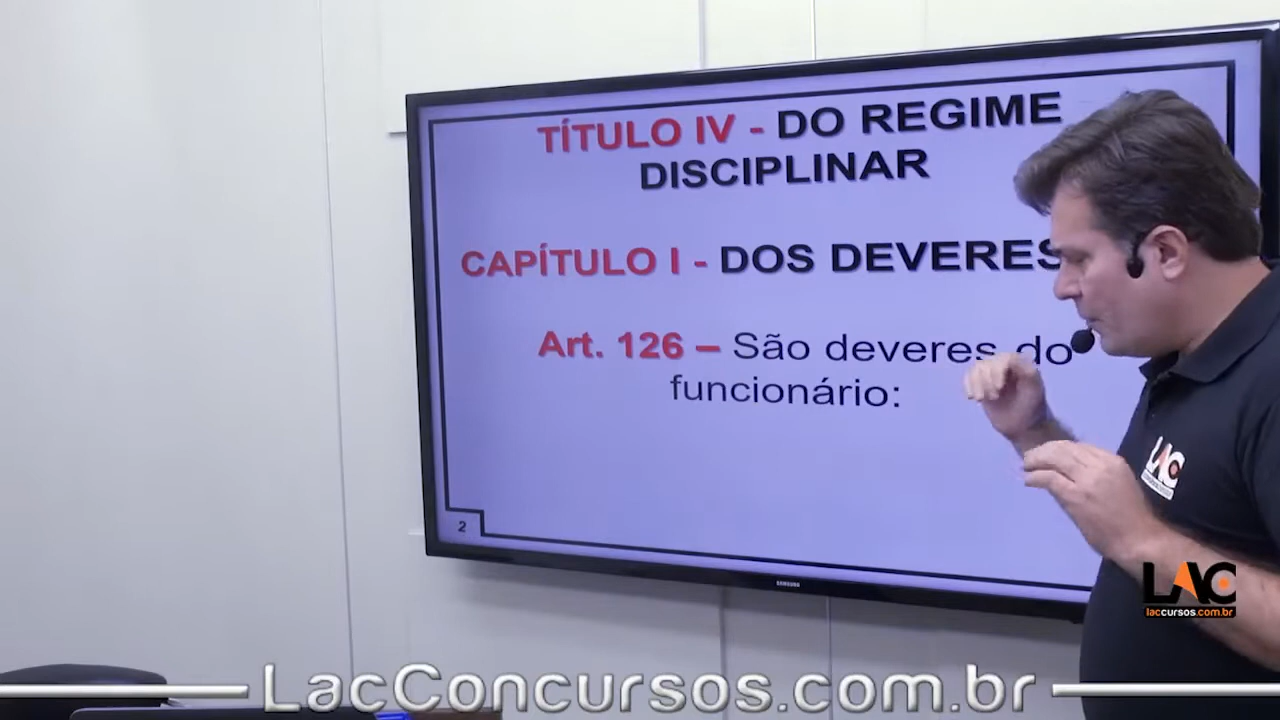 TÍTULO IV - DO REGIME
DISCIPLINAR
CAPÍTULO I - DOS DEVERES
Art. 126 – São deveres do
funcionário:
2
SAMSUNG
LAC
LAC
laccursos.com.br
LacConcursos.com.br